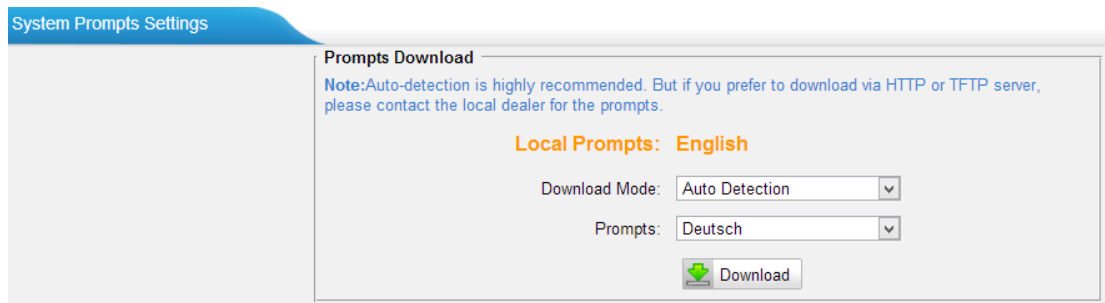 System Prompts Settings
Prompts Download
Note:Auto-detection is highly recommended. But if you prefer to download via HTTP or TFTP server,
please contact the local dealer for the prompts.
Local Prompts: English
Download Mode: Auto Detection
Prompts: Deutsch
Download